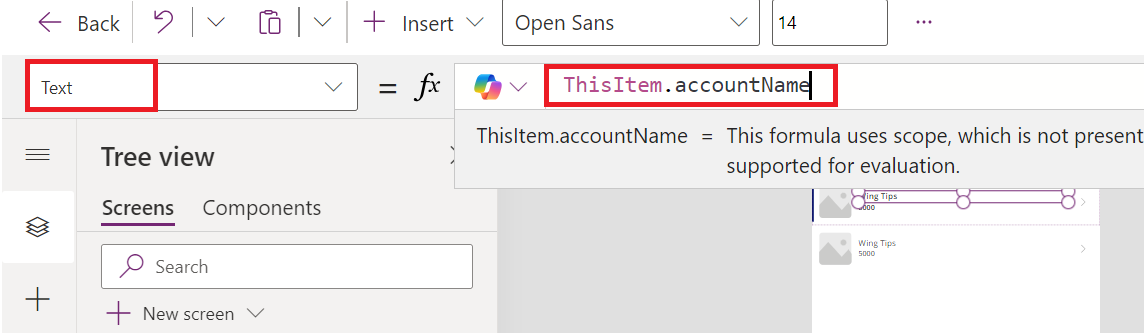 Back Insert Open Sans 14 ...
Text = fx ThisItem.accountName
ThisItem.accountName = This formula uses scope, which is not present
supported for evaluation.
Tree view
Screens Components
Wing Tips
5000
Search
Wing Tips
5000
New screen